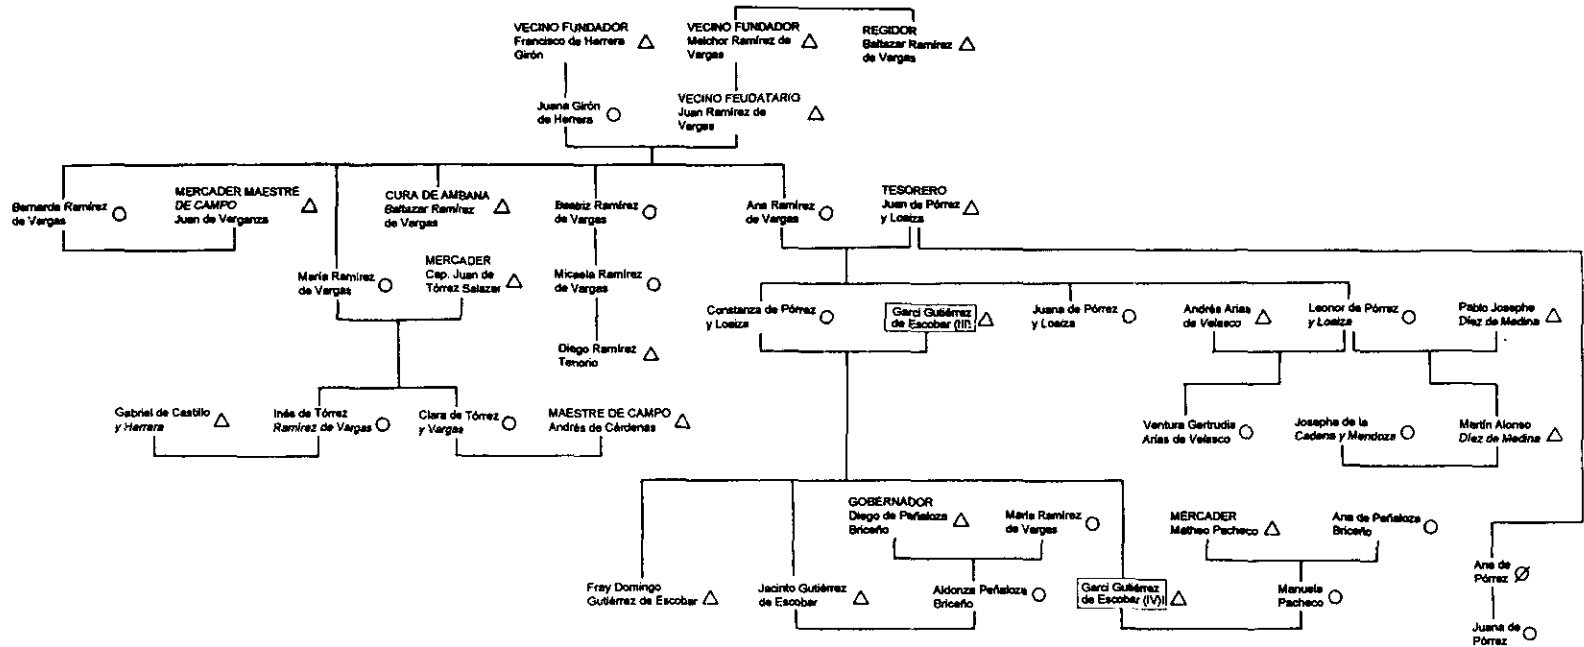 VECINO FUNDADOR
Francisco de Herrera
Girón
VECINO FUNDADOR
Melchor Ramírez de
Vargas
REGIDOR
Baltazar Ramírez
de Vargas
Juana Girón
de Herrera
VECINO FEUDATARIO
Juan Ramírez de
Vargas
Bernarda Ramírez
de Vargas
MERCADER MAESTRE
DE CAMPO
Juan de Verganza
CURA DE AMBANA
Baltazar Ramírez
de Vargas
Beatriz Ramírez
de Vargas
Ana Ramírez
de Vargas
TESORERO
Juan de Pórrez
y Loaiza
María Ramírez
de Vargas
MERCADER
Cap. Juan de
Tórrez Salazar
Micaela Ramírez
de Vargas
Constanza de Pórrez
y Loaiza
Garci Gutiérrez
de Escobar (III)
Juana de Pórrez
y Loaiza
Andrés Arias
de Velasco
Leonor de Pórrez
y Loaiza
Pablo Josephe
Díez de Medina
Diego Ramírez
Tenorio
Gabriel de Castillo
y Herrera
Inés de Tórrez
Ramírez de Vargas
Clara de Tórrez
y Vargas
MAESTRE DE CAMPO
Andrés de Cárdenas
Ventura Gertrudis
Arias de Velasco
Josepha de la
Cadena y Mendoza
Martín Alonso
Díez de Medina
GOBERNADOR
Diego de Peñaloza
Briceño
María Ramírez
de Vargas
MERCADER
Matheo Pacheco
Ana de Peñaloza
Briceño
Fray Domingo
Gutiérrez de Escobar
Jacinto Gutiérrez
de Escobar
Aldonza Peñaloza
Briceño
Garci Gutiérrez
de Escobar (IV)
Manuela
Pacheco
Ana de
Pórrez
Juana de
Pórrez